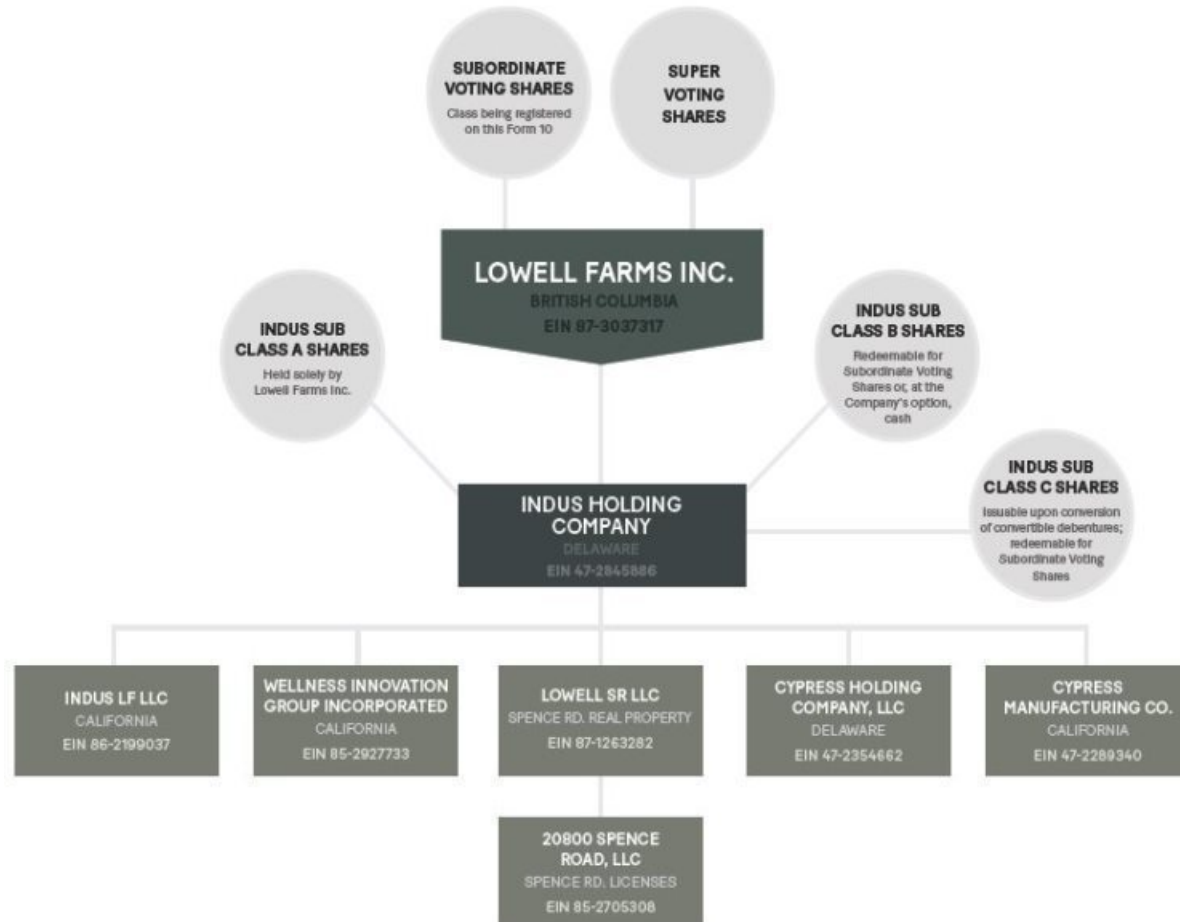 SUBORDINATE
VOTING SHARES
Class being registered
on this Form 10
SUPER
VOTING
SHARES
LOWELL FARMS INC.
BRITISH COLUMBIA
EIN 87-3037317
INDUS SUB
CLASS A SHARES
Held solely by
Lowell Farms Inc.
INDUS SUB
CLASS B SHARES
Redeemable for
Subordinate Voting
Shares or, at the
Company's option,
cash
INDUS SUB
CLASS C SHARES
Issuable upon conversion
of convertible debentures;
redeemable for
Subordinate Voting
Shares
INDUS HOLDING
COMPANY
DELAWARE
EIN 47-2845886
INDUS LF LLC
CALIFORNIA
EIN 86-2199037
WELLNESS INNOVATION
GROUP INCORPORATED
CALIFORNIA
EIN 85-2927733
LOWELL SR LLC
SPENCE RD. REAL PROPERTY
EIN 87-1263282
CYPRESS HOLDING
COMPANY, LLC
DELAWARE
EIN 47-2354662
CYPRESS
MANUFACTURING CO.
CALIFORNIA
EIN 47-2289340
20800 SPENCE
ROAD, LLC
SPENCE RD. LICENSES
EIN 85-2705308